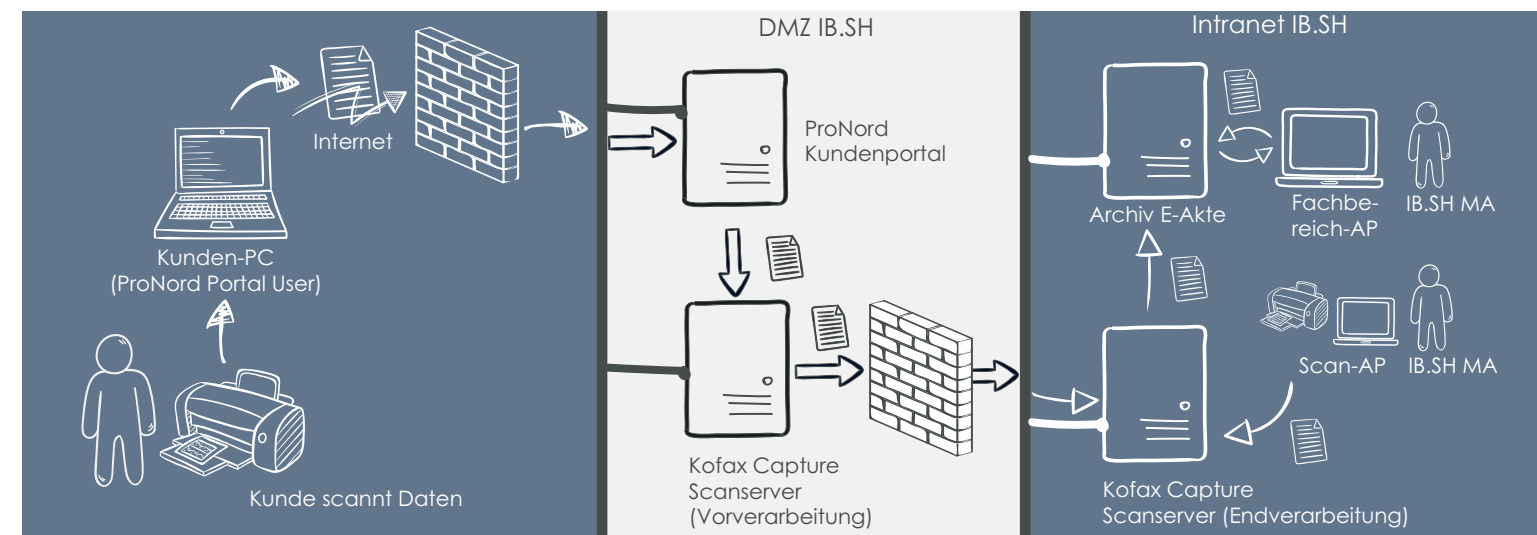 Internet
Kunden-PC
(ProNord Portal User)
Kunde scannt Daten
DMZ IB.SH
ProNord
Kundenportal
Kofax Capture
Scanserver
(Vorverarbeitung)
Intranet IB.SH
Archiv E-Akte
Fachbe-
reich-AP
IB.SH MA
Scan-AP
IB.SH MA
Kofax Capture
Scanserver (Endverarbeitung)